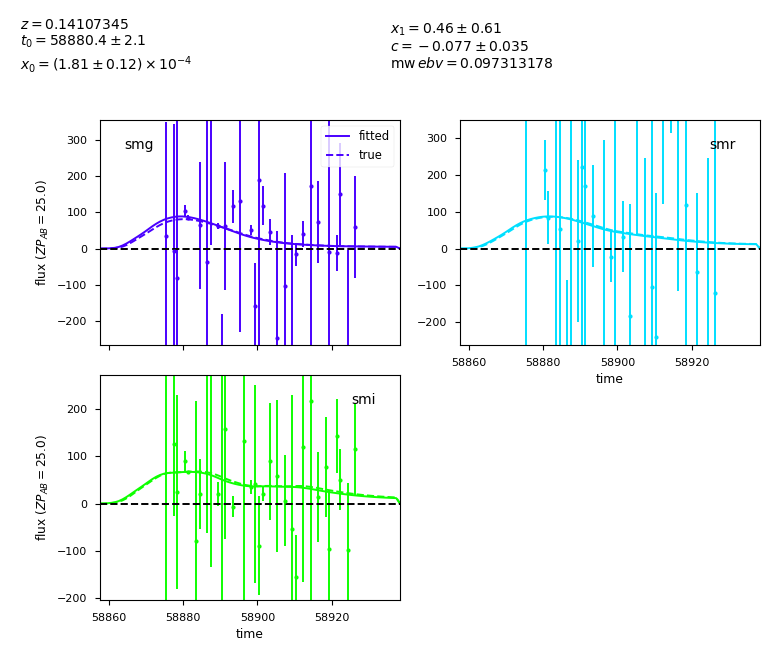 z = 0.14107345
t₀ = 58880.4 ± 2.1
x₀ = (1.81 ± 0.12) × 10⁻⁴
x₁ = 0.46 ± 0.61
c = −0.077 ± 0.035
mw ebv = 0.097313178
smg
fitted
true
300
200
100
0
−100
−200
flux (ZP_AB = 25.0)
smr
300
200
100
0
−100
−200
58860 58880 58900 58920
time
smi
200
100
0
−100
−200
flux (ZP_AB = 25.0)
58860 58880 58900 58920
time